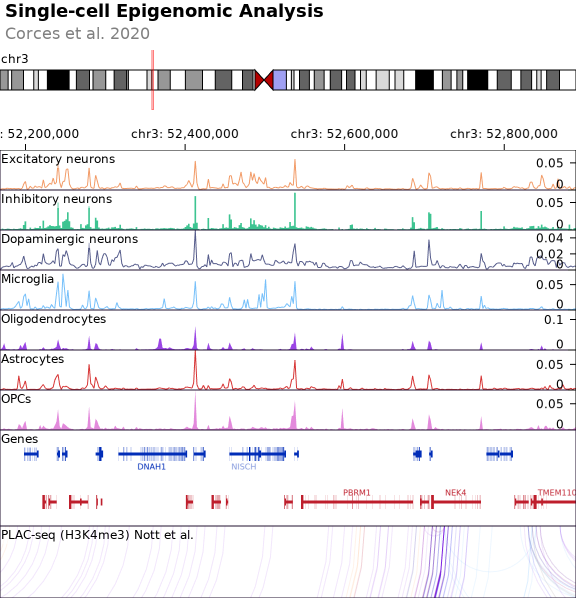 Single-cell Epigenomic Analysis
Corces et al. 2020
chr3
: 52,200,000 chr3: 52,400,000 chr3: 52,600,000 chr3: 52,800,000
Excitatory neurons 0.05
0
Inhibitory neurons 0.05
0
Dopaminergic neurons 0.04
0.02
0
Microglia 0.05
0
Oligodendrocytes 0.1
0
Astrocytes 0.05
0
OPCs 0.05
0
Genes
DNAH1 NISCH
PBRM1 NEK4 TMEM110
PLAC-seq (H3K4me3) Nott et al.